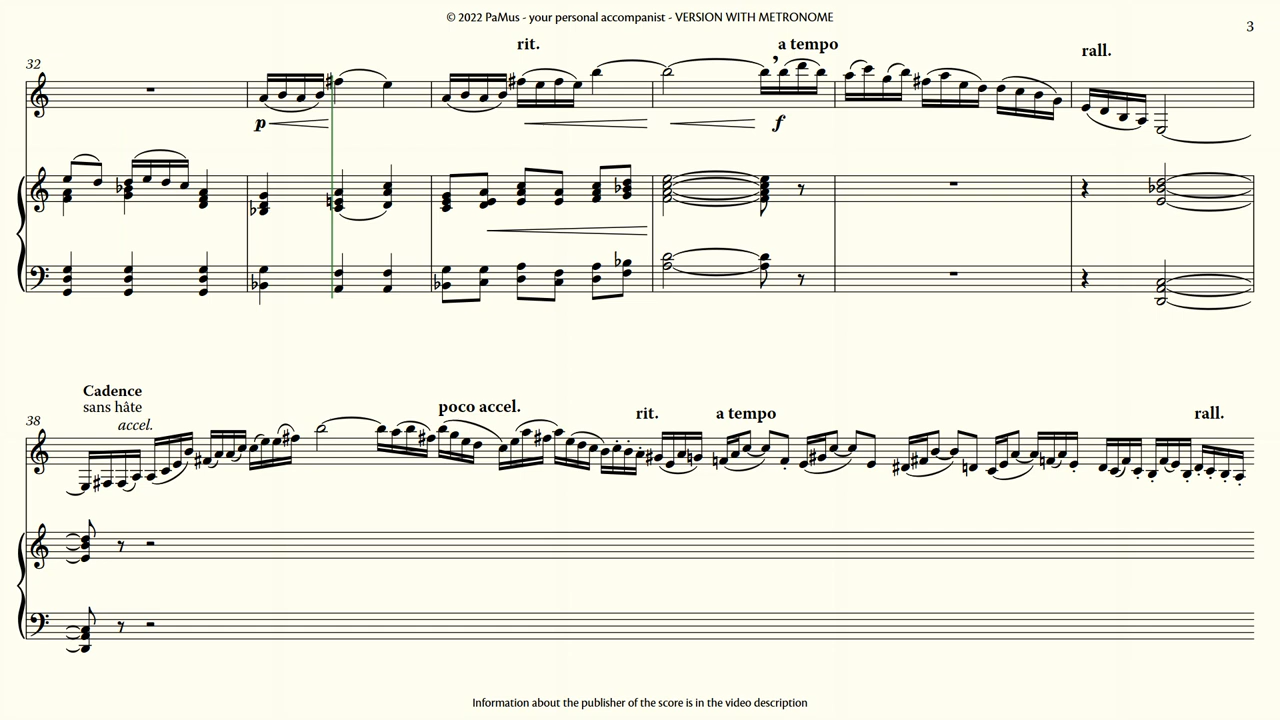 © 2022 PaMus - your personal accompanist - VERSION WITH METRONOME
3
rit.
a tempo
rall.
32
p
f
Cadence
sans hâte
accel.
poco accel.
rit.
a tempo
rall.
38
Information about the publisher of the score is in the video description